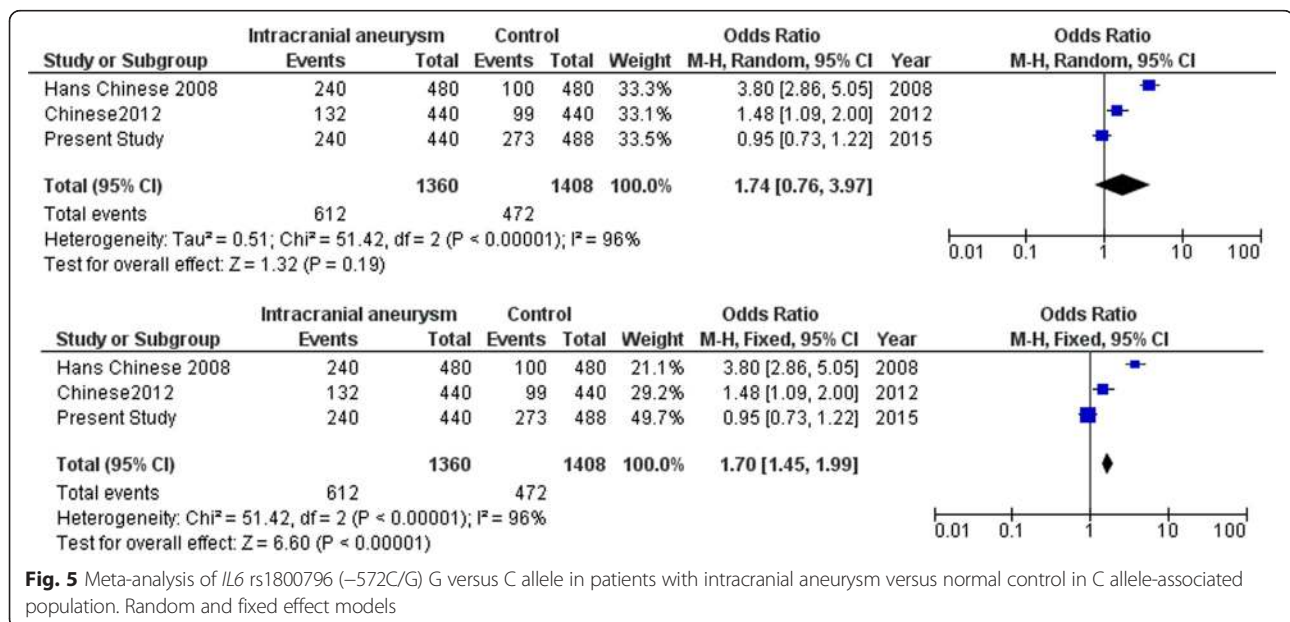 Intracranial aneurysm Control Odds Ratio Odds Ratio
Study or Subgroup Events Total Events Total Weight M-H, Random, 95% CI Year M-H, Random, 95% CI
Hans Chinese 2008 240 480 100 480 33.3% 3.80 [2.86, 5.05] 2008
Chinese2012 132 440 99 440 33.1% 1.48 [1.09, 2.00] 2012
Present Study 240 440 273 488 33.5% 0.95 [0.73, 1.22] 2015
Total (95% CI) 1360 1408 100.0% 1.74 [0.76, 3.97]
Total events 612 472
Heterogeneity: Tau² = 0.51; Chi² = 51.42, df = 2 (P < 0.00001); I² = 96%
Test for overall effect: Z = 1.32 (P = 0.19)
0.01 0.1 1 10 100
Intracranial aneurysm Control Odds Ratio Odds Ratio
Study or Subgroup Events Total Events Total Weight M-H, Fixed, 95% CI Year M-H, Fixed, 95% CI
Hans Chinese 2008 240 480 100 480 21.1% 3.80 [2.86, 5.05] 2008
Chinese2012 132 440 99 440 29.2% 1.48 [1.09, 2.00] 2012
Present Study 240 440 273 488 49.7% 0.95 [0.73, 1.22] 2015
Total (95% CI) 1360 1408 100.0% 1.70 [1.45, 1.99]
Total events 612 472
Heterogeneity: Chi² = 51.42, df = 2 (P < 0.00001); I² = 96%
Test for overall effect: Z = 6.60 (P < 0.00001)
0.01 0.1 1 10 100
Fig. 5 Meta-analysis of IL6 rs1800796 (−572C/G) G versus C allele in patients with intracranial aneurysm versus normal control in C allele-associated
population. Random and fixed effect models